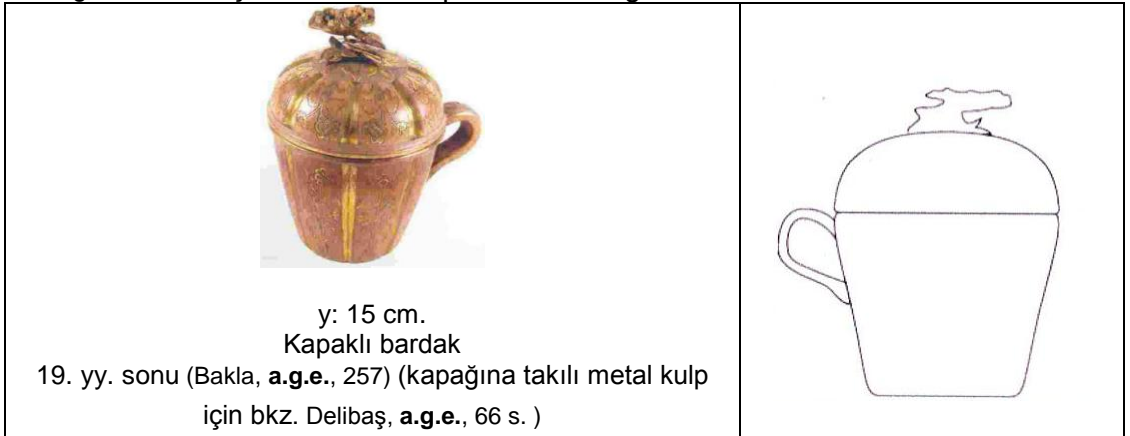 y: 15 cm.
Kapaklı bardak
19. yy. sonu (Bakla, a.g.e., 257) (kapağına takılı metal kulp
için bkz. Delibaş, a.g.e., 66 s. )